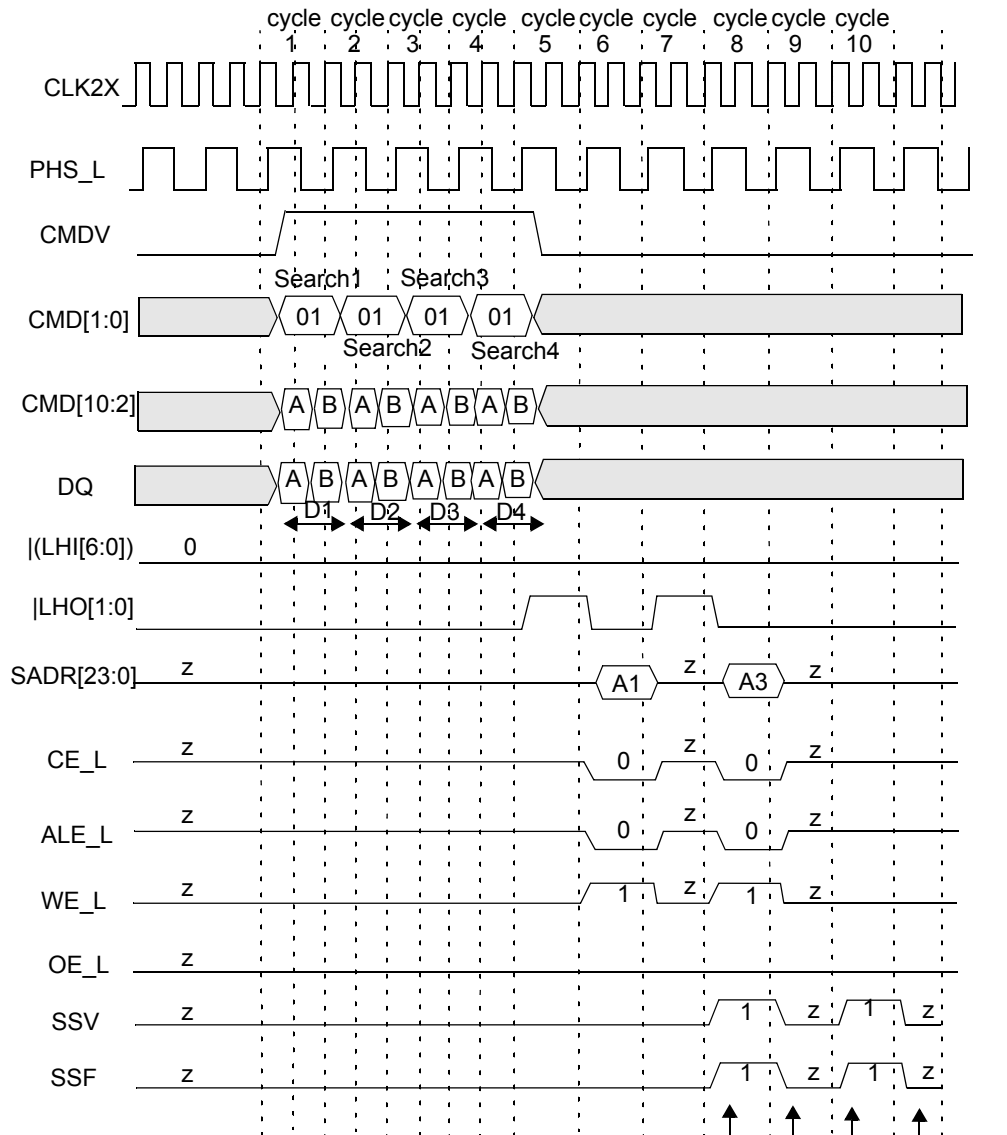 cycle cycle cycle cycle cycle cycle cycle cycle cycle cycle
1 2 3 4 5 6 7 8 9 10
CLK2X
PHS_L
CMDV
Search1 Search3
CMD[1:0] 01 01 01 01
Search2 Search4
CMD[10:2] A B A B A B A B
DQ A B A B A B A B
D1 D2 D3 D4
|(LHI[6:0]) 0
|LHO[1:0]
SADR[23:0] z A1 z A3 z
CE_L z 0 z 0 z
ALE_L z 0 z 0 z
WE_L z 1 z 1 z
OE_L z
SSV z 1 z 1 z
SSF z 1 z 1 z